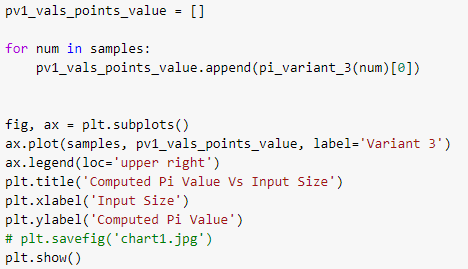 pv1_vals_points_value = []
for num in samples:
    pv1_vals_points_value.append(pi_variant_3(num)[0])
fig, ax = plt.subplots()
ax.plot(samples, pv1_vals_points_value, label='Variant 3')
ax.legend(loc='upper right')
plt.title('Computed Pi Value Vs Input Size')
plt.xlabel('Input Size')
plt.ylabel('Computed Pi Value')
# plt.savefig('chart1.jpg')
plt.show()